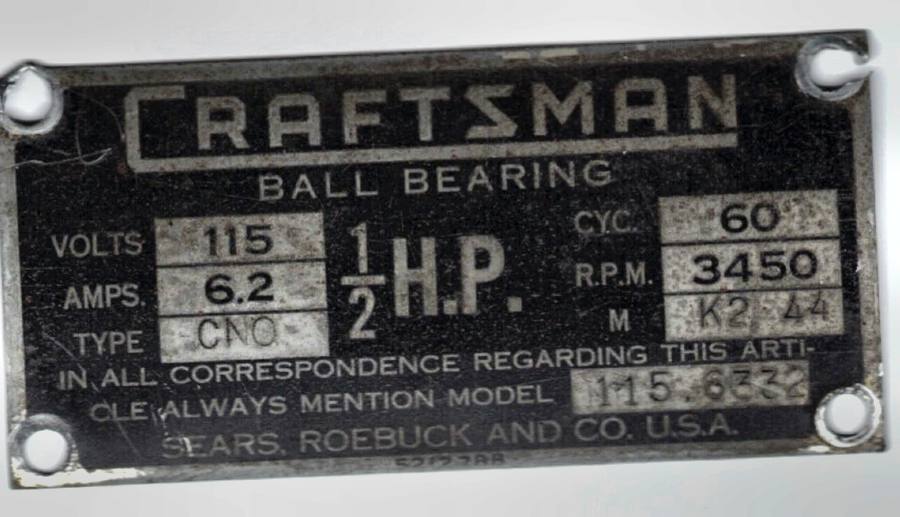 CRAFTSMAN
BALL BEARING
VOLTS 115
AMPS. 6.2
TYPE CNO
1/2 H.P.
CYC. 60
R.P.M. 3450
M K2 44
IN ALL CORRESPONDENCE REGARDING THIS ARTI-
CLE ALWAYS MENTION MODEL 115.6332
SEARS, ROEBUCK AND CO. U.S.A.